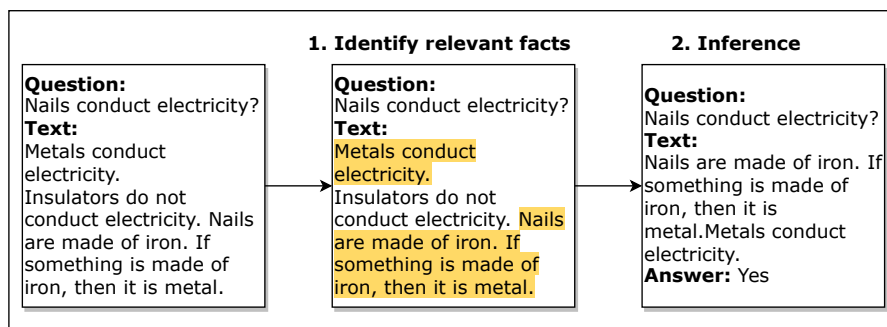 1. Identify relevant facts
2. Inference
Question:
Nails conduct electricity?
Text:
Metals conduct
electricity.
Insulators do not
conduct electricity. Nails
are made of iron. If
something is made of
iron, then it is metal.
Question:
Nails conduct electricity?
Text:
Metals conduct
electricity.
Insulators do not
conduct electricity. Nails
are made of iron. If
something is made of
iron, then it is metal.
Question:
Nails conduct electricity?
Text:
Nails are made of iron. If
something is made of
iron, then it is
metal.Metals conduct
electricity.
Answer: Yes